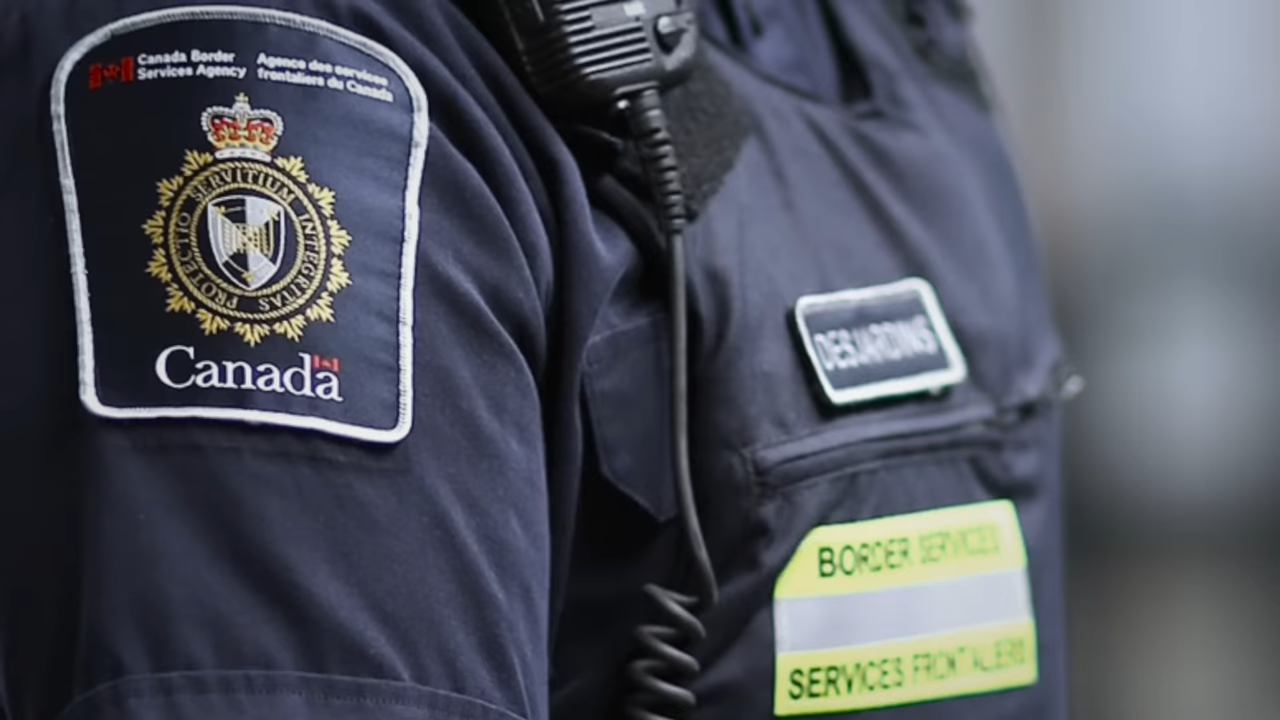 Canada Border
Services Agency
Agence des services
frontaliers du Canada
PROTECTIO SERVITIUM INTEGRITAS
Canada
DESJARDINS
BORDER SERVICES
SERVICES FRONTALIERS